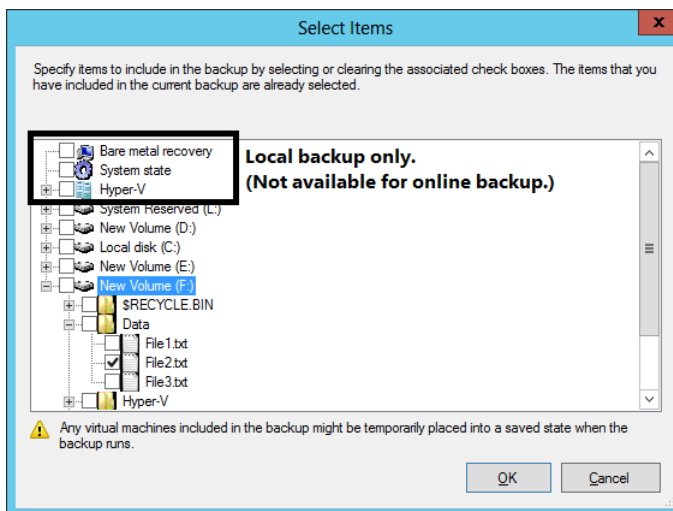 Select Items
x
Specify items to include in the backup by selecting or clearing the associated check boxes. The items that you
have included in the current backup are already selected.
Bare metal recovery
System state
Hyper-V
Local backup only.
(Not available for online backup.)
System Reserved (L:)
New Volume (D:)
Local disk (C:)
New Volume (E:)
New Volume (F:)
$RECYCLE.BIN
Data
File1.txt
File2.txt
File3.txt
Hyper-V
Any virtual machines included in the backup might be temporarily placed into a saved state when the
backup runs.
OK
Cancel